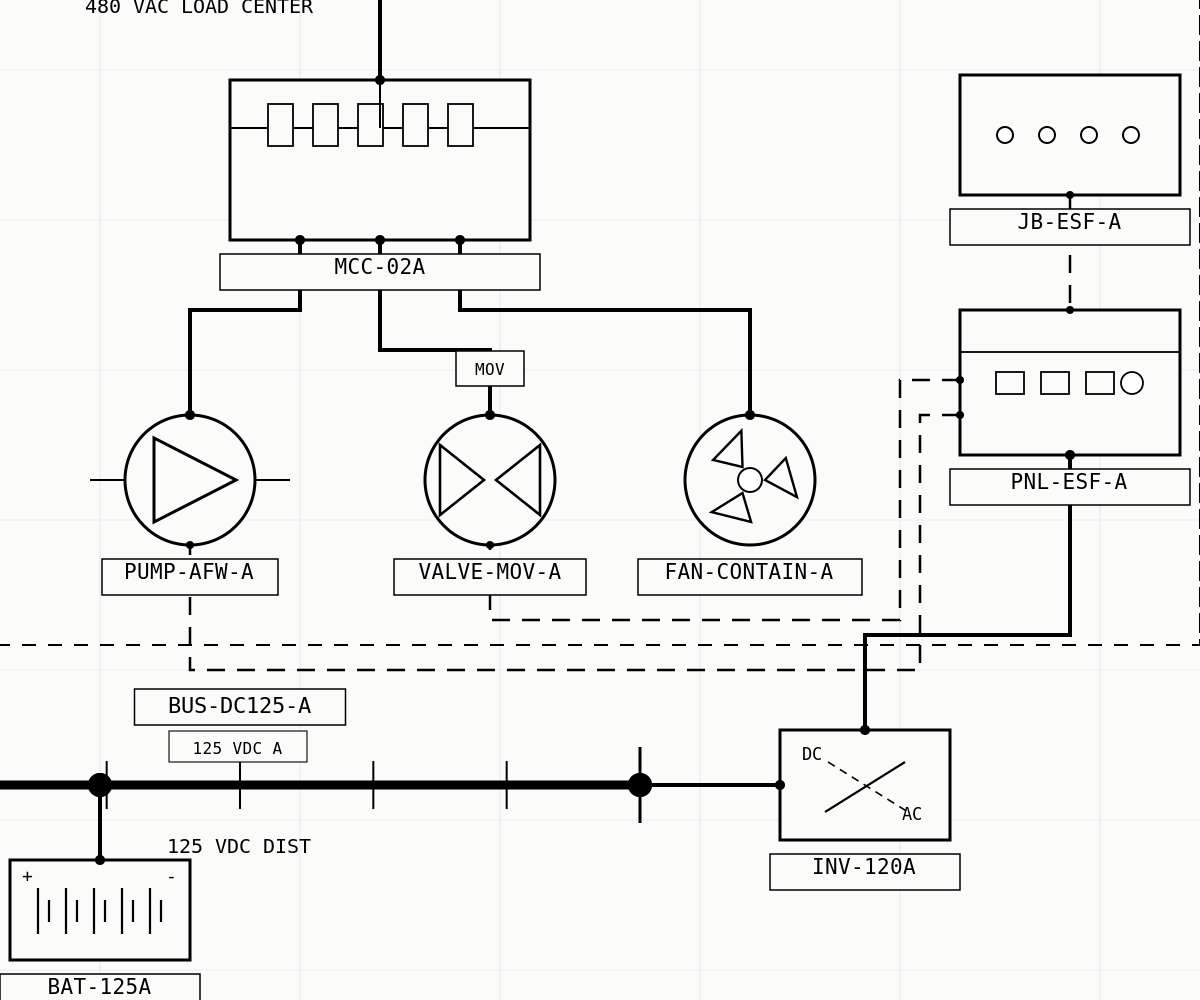 480 VAC LOAD CENTER
JB-ESF-A
MCC-02A
MOV
PNL-ESF-A
PUMP-AFW-A
VALVE-MOV-A
FAN-CONTAIN-A
BUS-DC125-A
125 VDC A
DC
AC
125 VDC DIST
+ -
INV-120A
BAT-125A